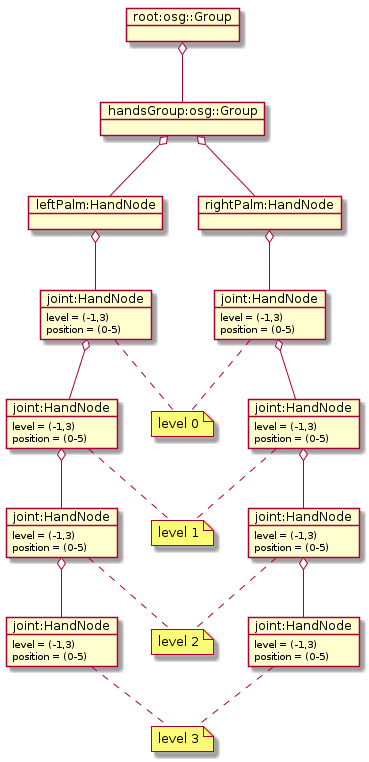 root:osg::Group
handsGroup:osg::Group
leftPalm:HandNode
rightPalm:HandNode
joint:HandNode
level = (-1,3)
position = (0-5)
joint:HandNode
level = (-1,3)
position = (0-5)
level 0
joint:HandNode
level = (-1,3)
position = (0-5)
joint:HandNode
level = (-1,3)
position = (0-5)
level 1
joint:HandNode
level = (-1,3)
position = (0-5)
joint:HandNode
level = (-1,3)
position = (0-5)
level 2
joint:HandNode
level = (-1,3)
position = (0-5)
joint:HandNode
level = (-1,3)
position = (0-5)
level 3